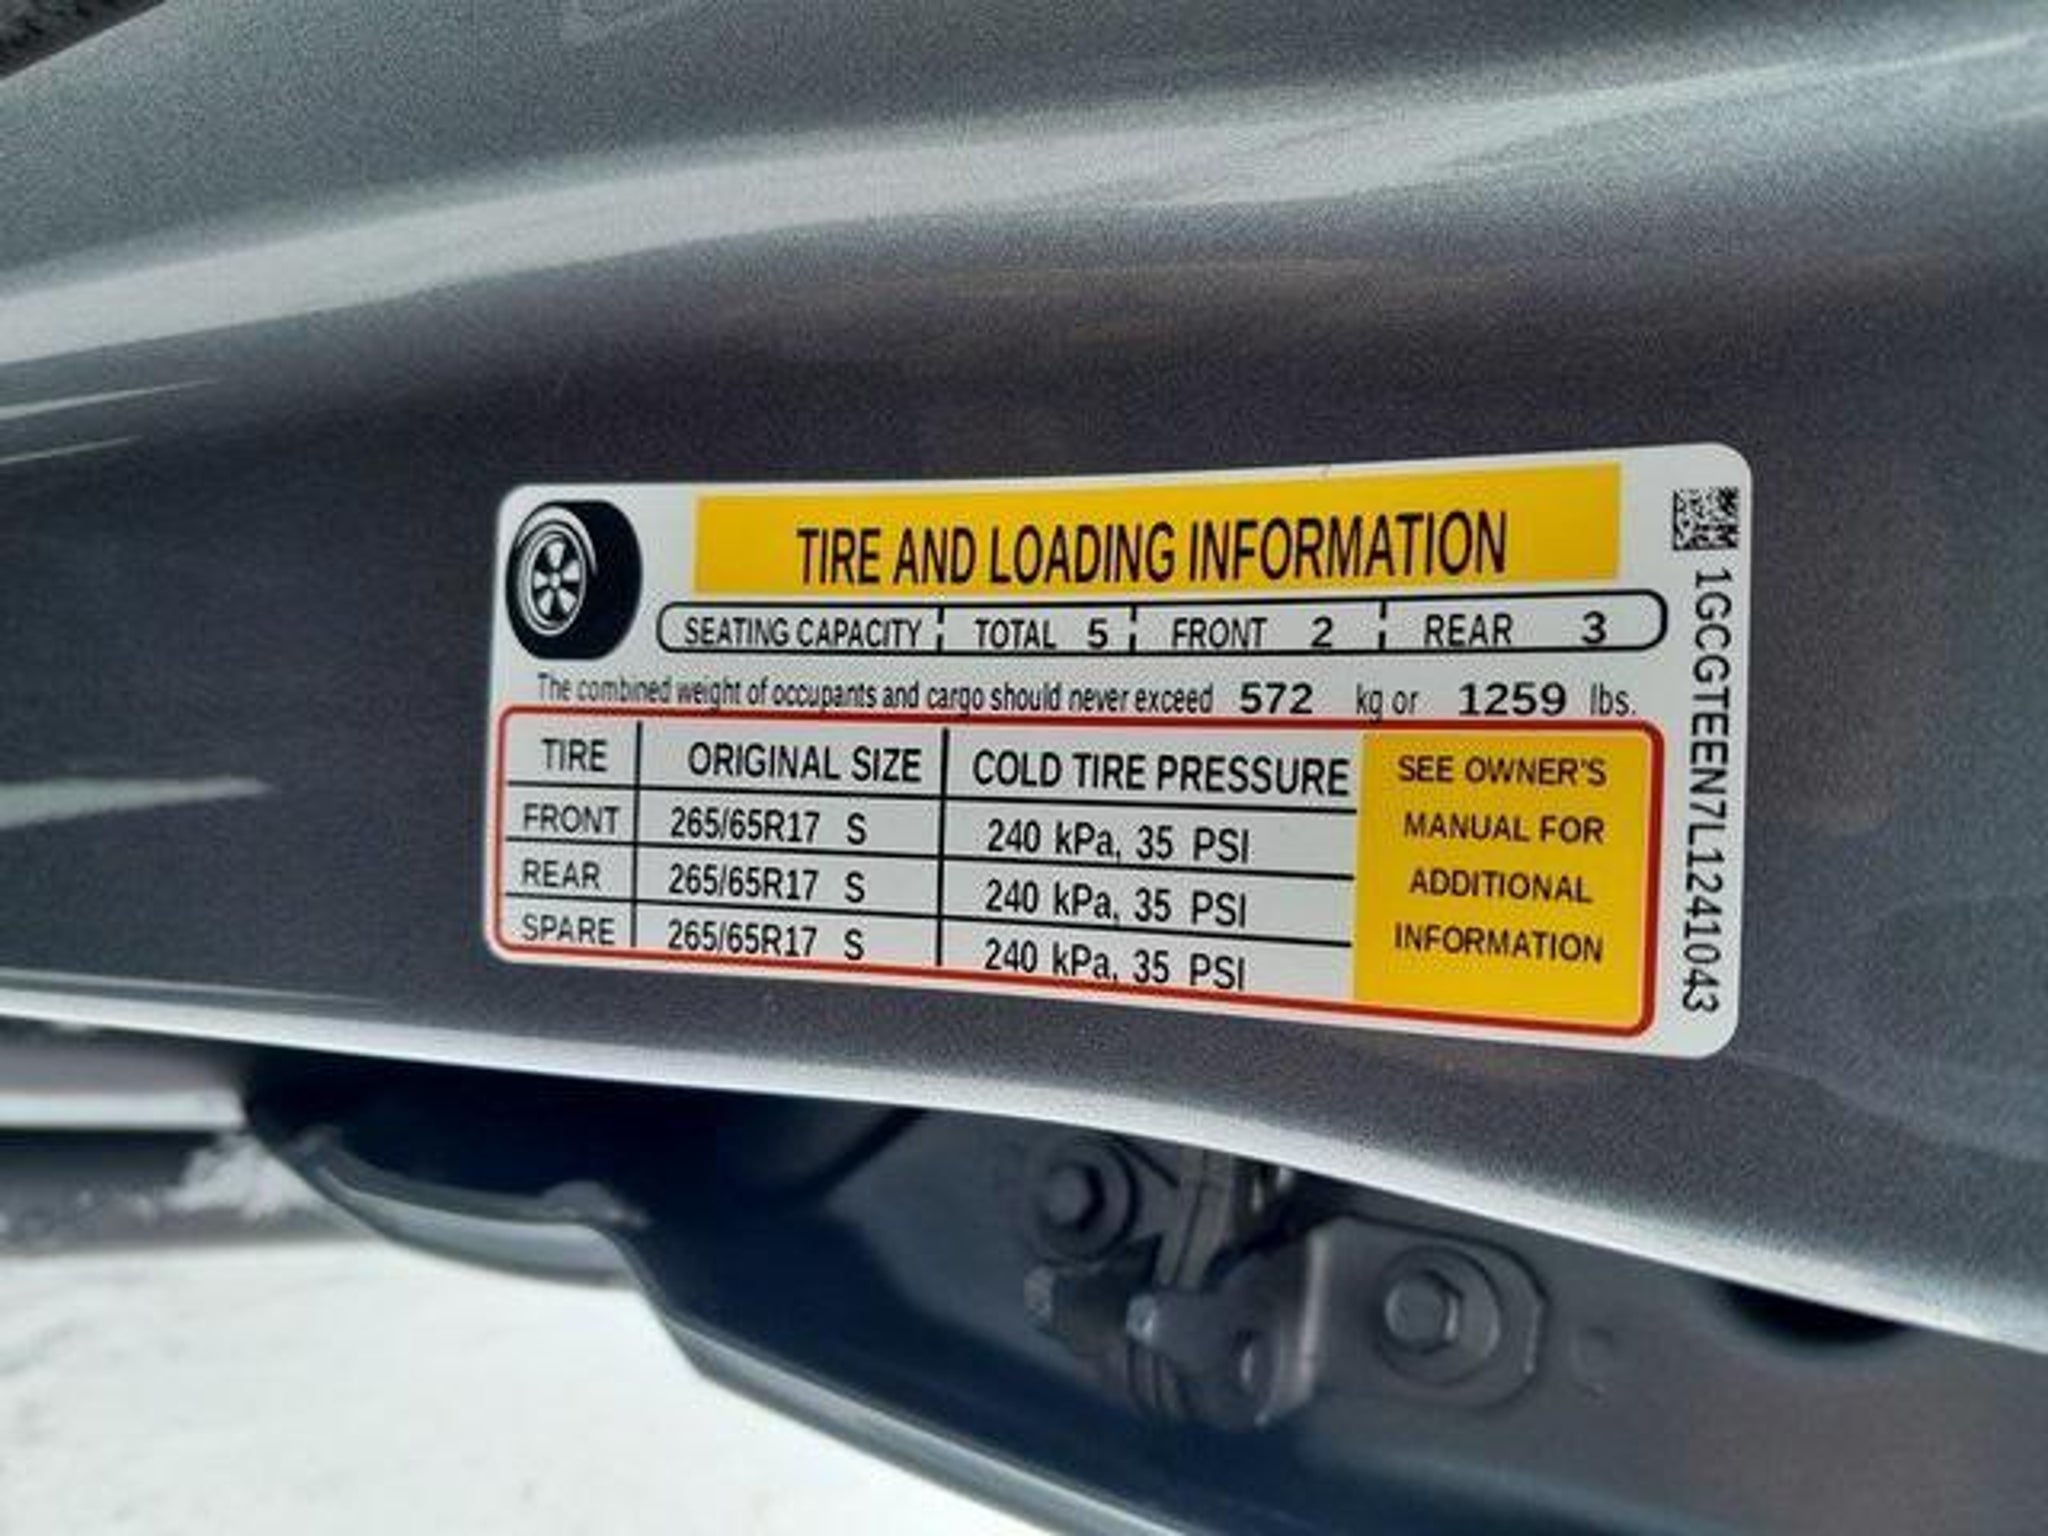 TIRE AND LOADING INFORMATION
SEATING CAPACITY TOTAL 5 FRONT 2 REAR 3
The combined weight of occupants and cargo should never exceed 572 kg or 1259 lbs.
TIRE ORIGINAL SIZE COLD TIRE PRESSURE
FRONT 265/65R17 S 240 kPa, 35 PSI
REAR 265/65R17 S 240 kPa, 35 PSI
SPARE 265/65R17 S 240 kPa, 35 PSI
SEE OWNER'S
MANUAL FOR
ADDITIONAL
INFORMATION
1GCGTEEN7L1241043